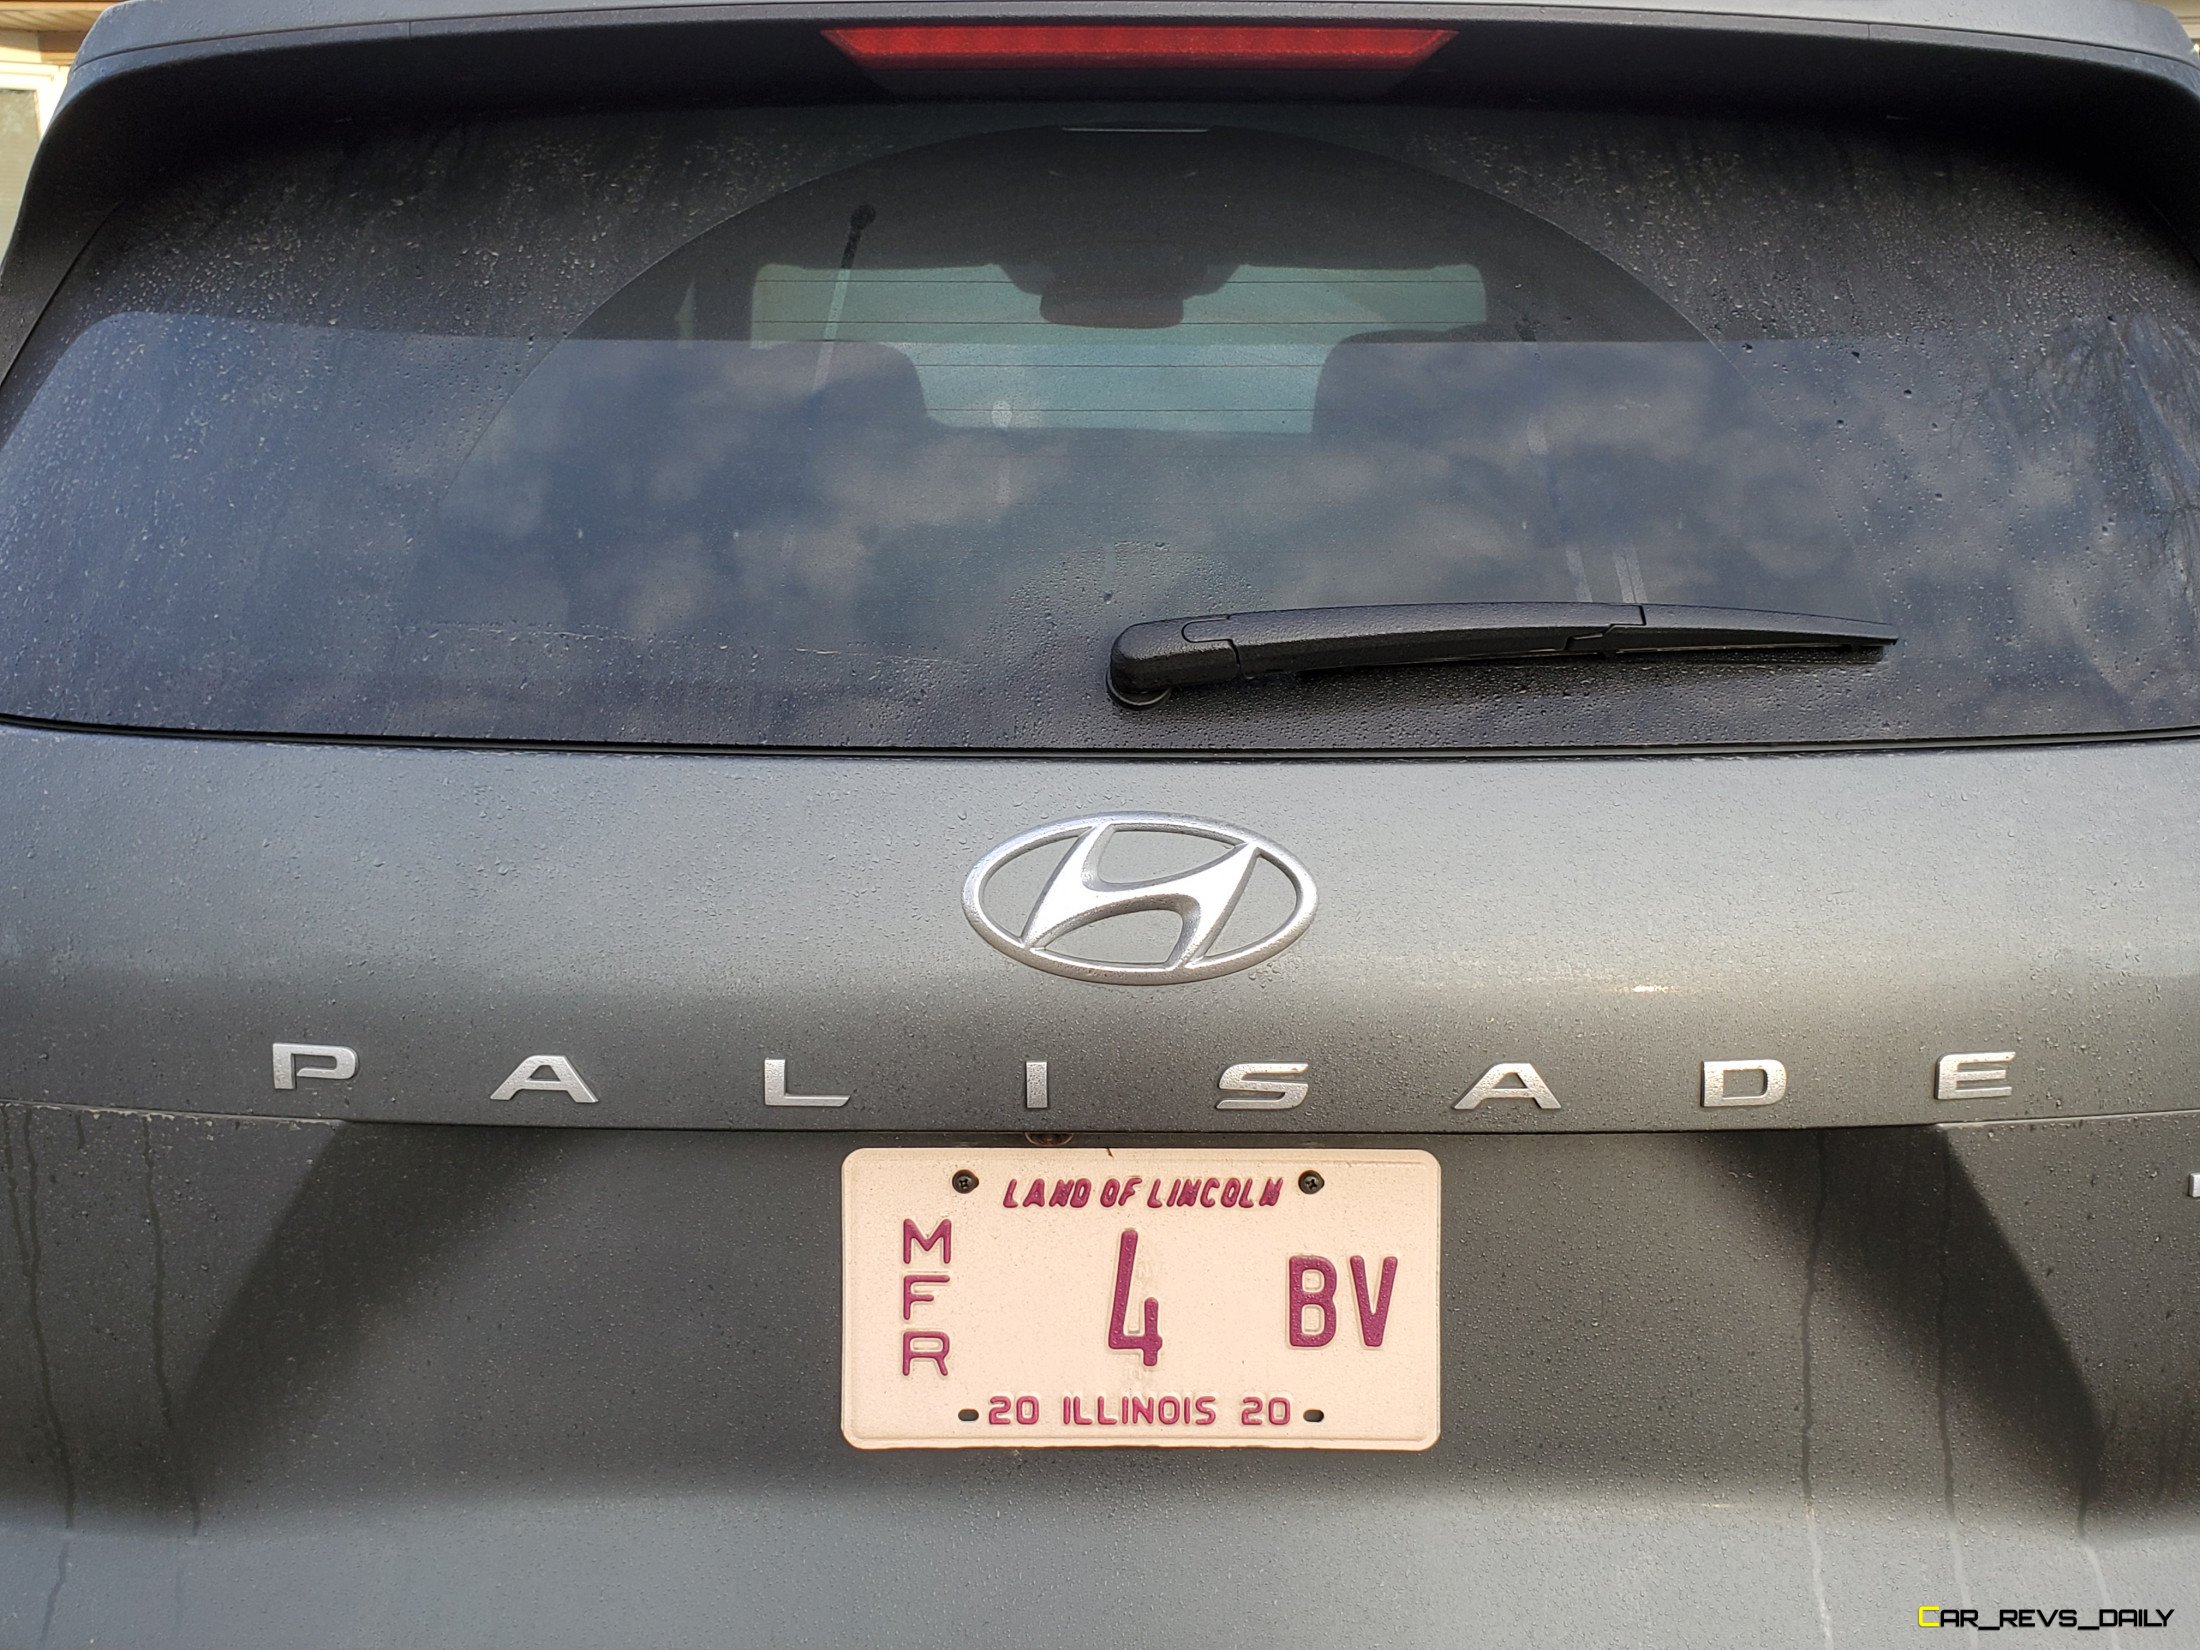 PALISADE
LAND OF LINCOLN
MFR 4 BV
20 ILLINOIS 20
CAR_REVS_DAILY